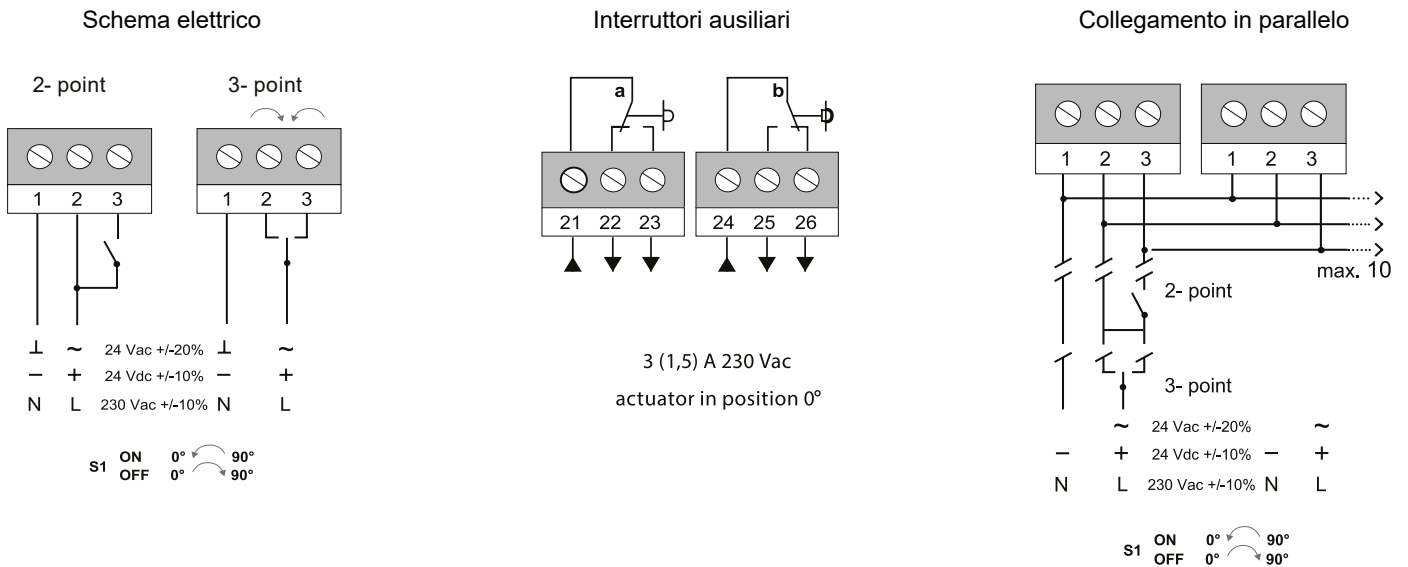 Schema elettrico
2- point
3- point
1 2 3
1 2 3
⊥ ~ 24 Vac +/-20% ⊥ ~
– + 24 Vdc +/-10% – +
N L 230 Vac +/-10% N L
S1 ON 0° 90°
OFF 0° 90°
Interruttori ausiliari
a
b
21 22 23
24 25 26
3 (1,5) A 230 Vac
actuator in position 0°
Collegamento in parallelo
1 2 3
1 2 3
max. 10
2- point
3- point
~ 24 Vac +/-20% ~
– + 24 Vdc +/-10% – +
N L 230 Vac +/-10% N L
S1 ON 0° 90°
OFF 0° 90°